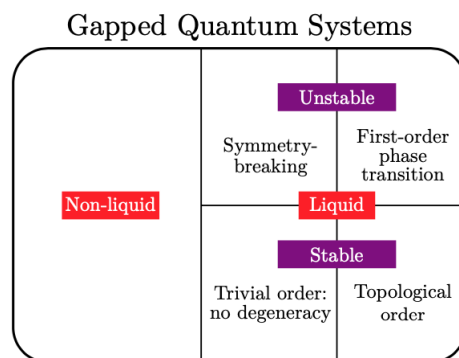 Gapped Quantum Systems
Unstable
Symmetry-
breaking
First-order
phase
transition
Non-liquid
Liquid
Stable
Trivial order:
no degeneracy
Topological
order